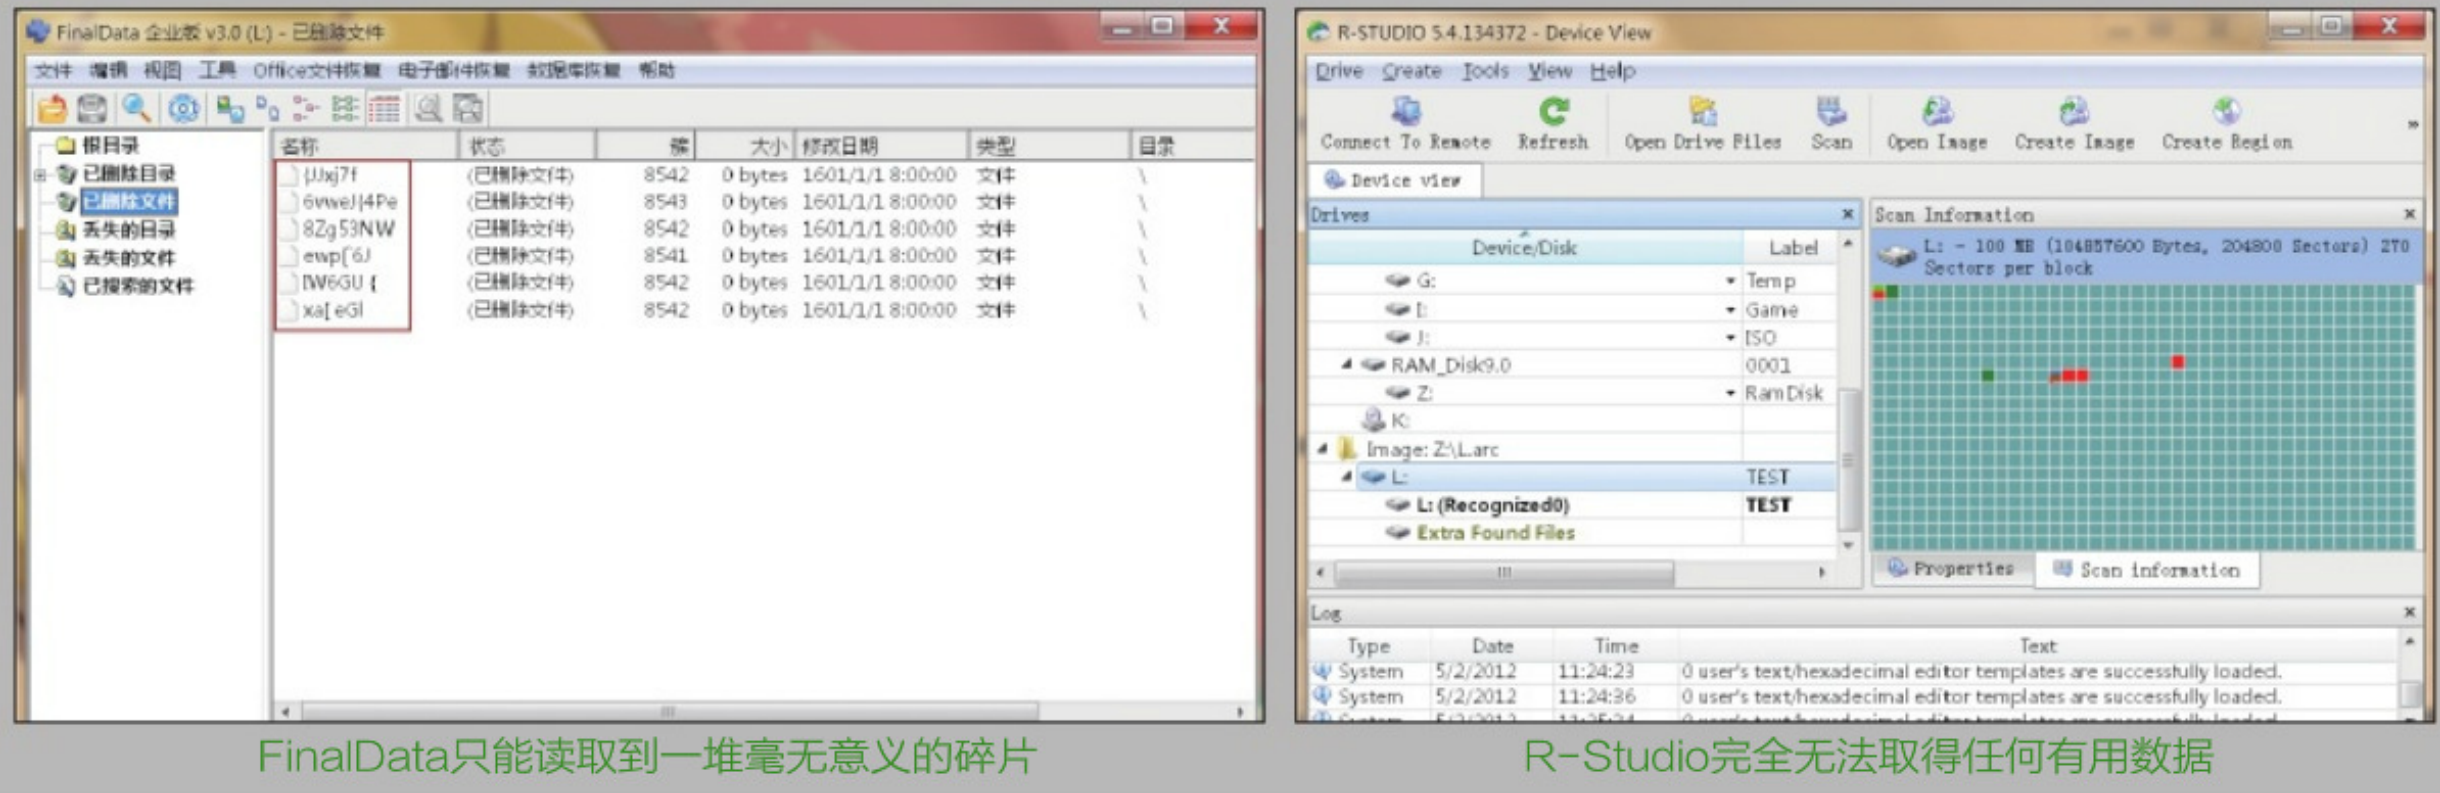 FinalData 企业版 v3.0 (L) - 已删除文件
文件 编辑 视图 工具 Office文件恢复 电子邮件恢复 数据库恢复 帮助
根目录
已删除目录
已删除文件
丢失的目录
丢失的文件
已搜索的文件
名称 状态 簇 大小 修改日期 类型 目录
(已删除文件) 8542 0 bytes 1601/1/1 8:00:00 文件 \
6vweJ{4Pe (已删除文件) 8543 0 bytes 1601/1/1 8:00:00 文件 \
8Zg53NW (已删除文件) 8542 0 bytes 1601/1/1 8:00:00 文件 \
ewp[`6J (已删除文件) 8541 0 bytes 1601/1/1 8:00:00 文件 \
(已删除文件) 8542 0 bytes 1601/1/1 8:00:00 文件 \
(已删除文件) 8542 0 bytes 1601/1/1 8:00:00 文件 \
FinalData只能读取到一堆毫无意义的碎片
R-STUDIO 5.4.134372 - Device View
Drive Create Tools View Help
Connect To Remote Refresh Open Drive Files Scan Open Image Create Image Create Region »
Device view
Drives
Device/Disk Label
G: Temp
I: Game
J: ISO
RAM_Disk9.0 0001
Z: RamDisk
K:
Image: Z:\L.arc
L: TEST
L: (Recognized0) TEST
Extra Found Files
Scan Information
L: - 100 MB (104857600 Bytes, 204800 Sectors) 270
Sectors per block
Properties Scan information
Log
Type Date Time Text
System 5/2/2012 11:24:23 0 user's text/hexadecimal editor templates are successfully loaded.
System 5/2/2012 11:24:36 0 user's text/hexadecimal editor templates are successfully loaded.
R-Studio完全无法取得任何有用数据